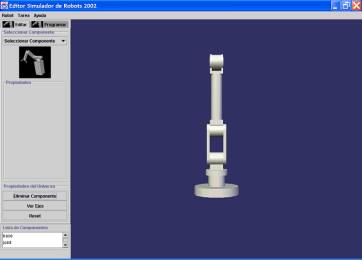 Editor Simulador de Robots 2002
Robot Tarea Ayuda
Editar Programar
Seleccionar Componente
Seleccionar Componente
Propiedades
Propiedades del Universo
Eliminar Componente
Ver Ejes
Reset
Lista de Componentes
base
joint